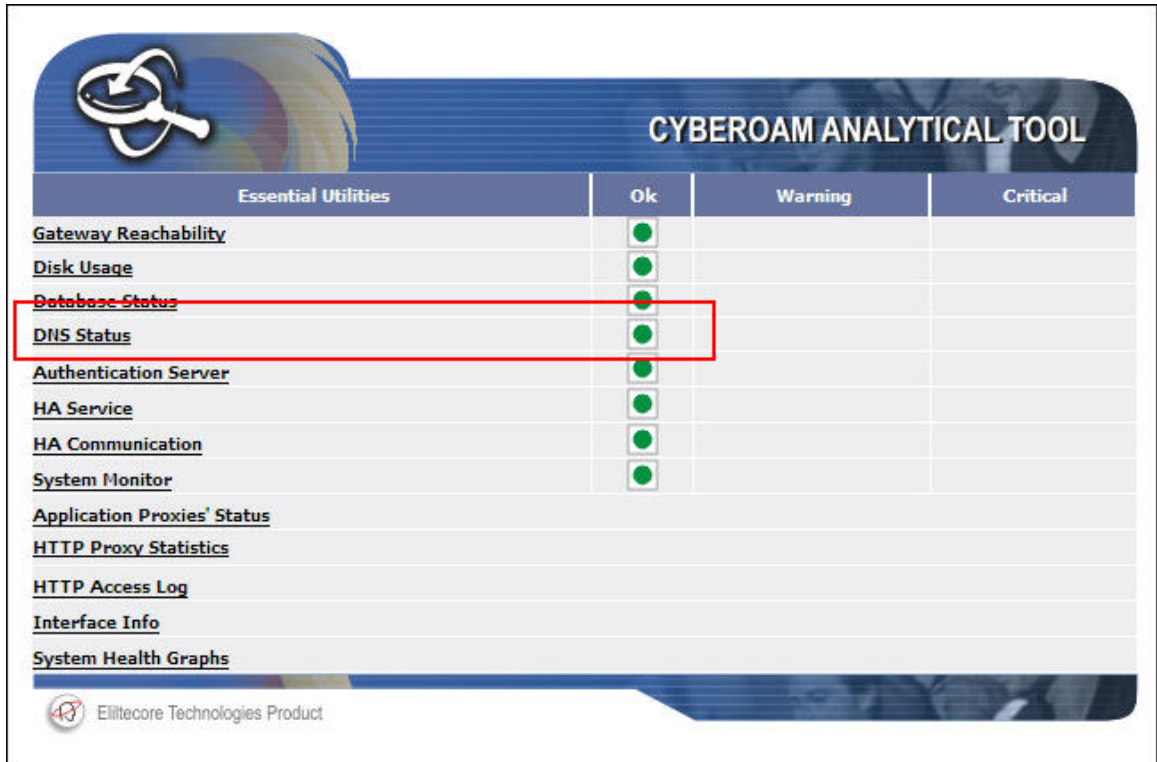 CYBEROAM ANALYTICAL TOOL
Essential Utilities Ok Warning Critical
Gateway Reachability
Disk Usage
Database Status
DNS Status
Authentication Server
HA Service
HA Communication
System Monitor
Application Proxies' Status
HTTP Proxy Statistics
HTTP Access Log
Interface Info
System Health Graphs
Eliltecore Technologies Product